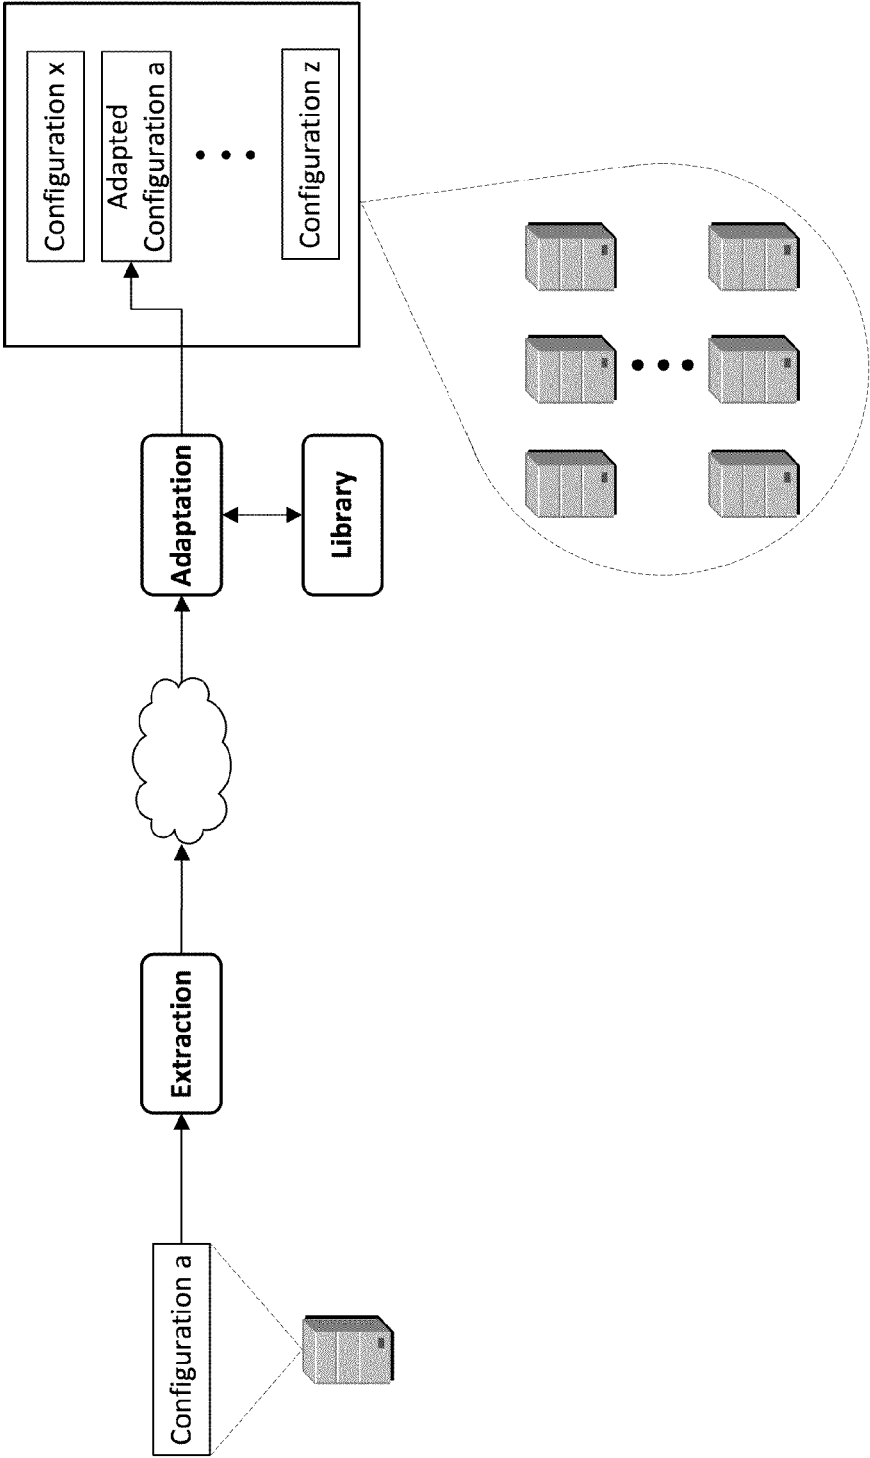 Configuration a
Extraction
Adaptation
Library
Configuration x
Adapted
Configuration a
Configuration z